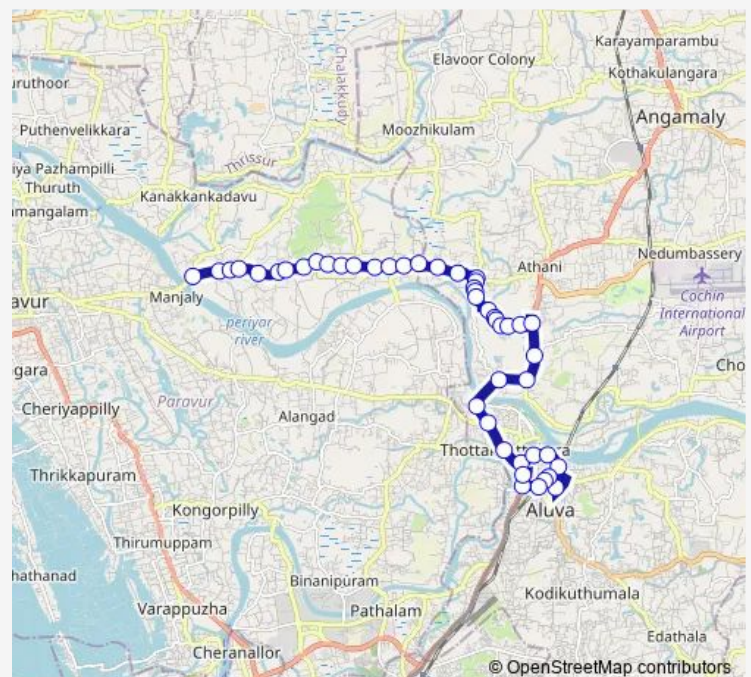 Karayamparambu
Elavoor Colony
Kothakulangara
uruthoor
Chalakkudy
Angamaly
Puthenvelikkara
Moozhikulam
Thrissur
iya Pazhampilli
Thuruth
Kanakkankadavu
amangalam
Athani
Nedumbassery
Manjaly
Cochin
International
Airport
avur
periyar
river
gara
Cho
Paravur
Cheriyappilly
Alangad
Thrikkapuram
Kongorpilly
Aluva
Thirumuppam
hathanad
Binanipuram
Kodikuthumala
Varappuzha
Pathalam
Edathala
Cheranallor
© OpenStreetMap contributors